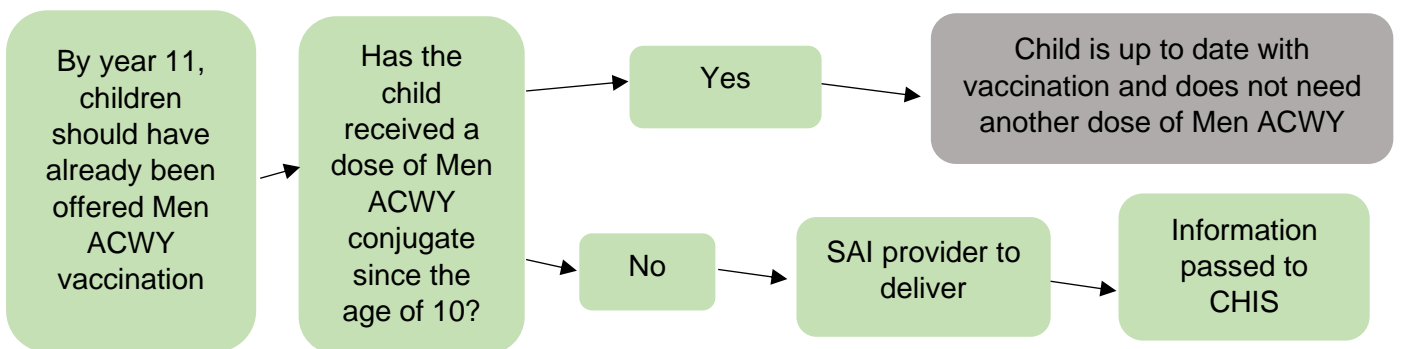 By year 11,
children
should have
already been
offered Men
ACWY
vaccination
Has the
child
received a
dose of Men
ACWY
conjugate
since the
age of 10?
Yes
Child is up to date with
vaccination and does not need
another dose of Men ACWY
No
SAI provider to
deliver
Information
passed to
CHIS